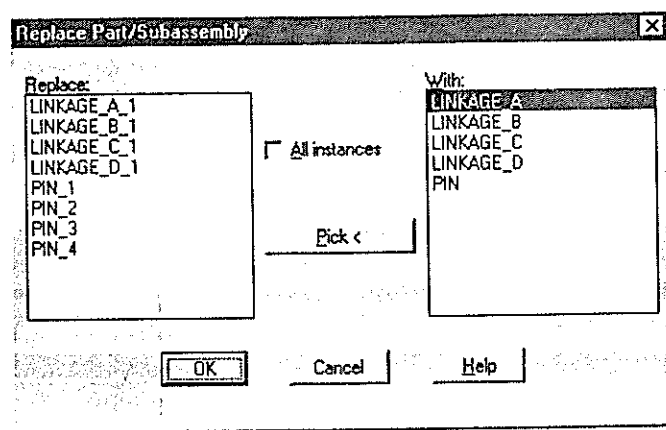 Replace Part/Subassembly
Replace:
LINKAGE_A_1
LINKAGE_B_1
LINKAGE_C_1
LINKAGE_D_1
PIN_1
PIN_2
PIN_3
PIN_4
All instances
Pick <
With:
LINKAGE_A
LINKAGE_B
LINKAGE_C
LINKAGE_D
PIN
OK
Cancel
Help